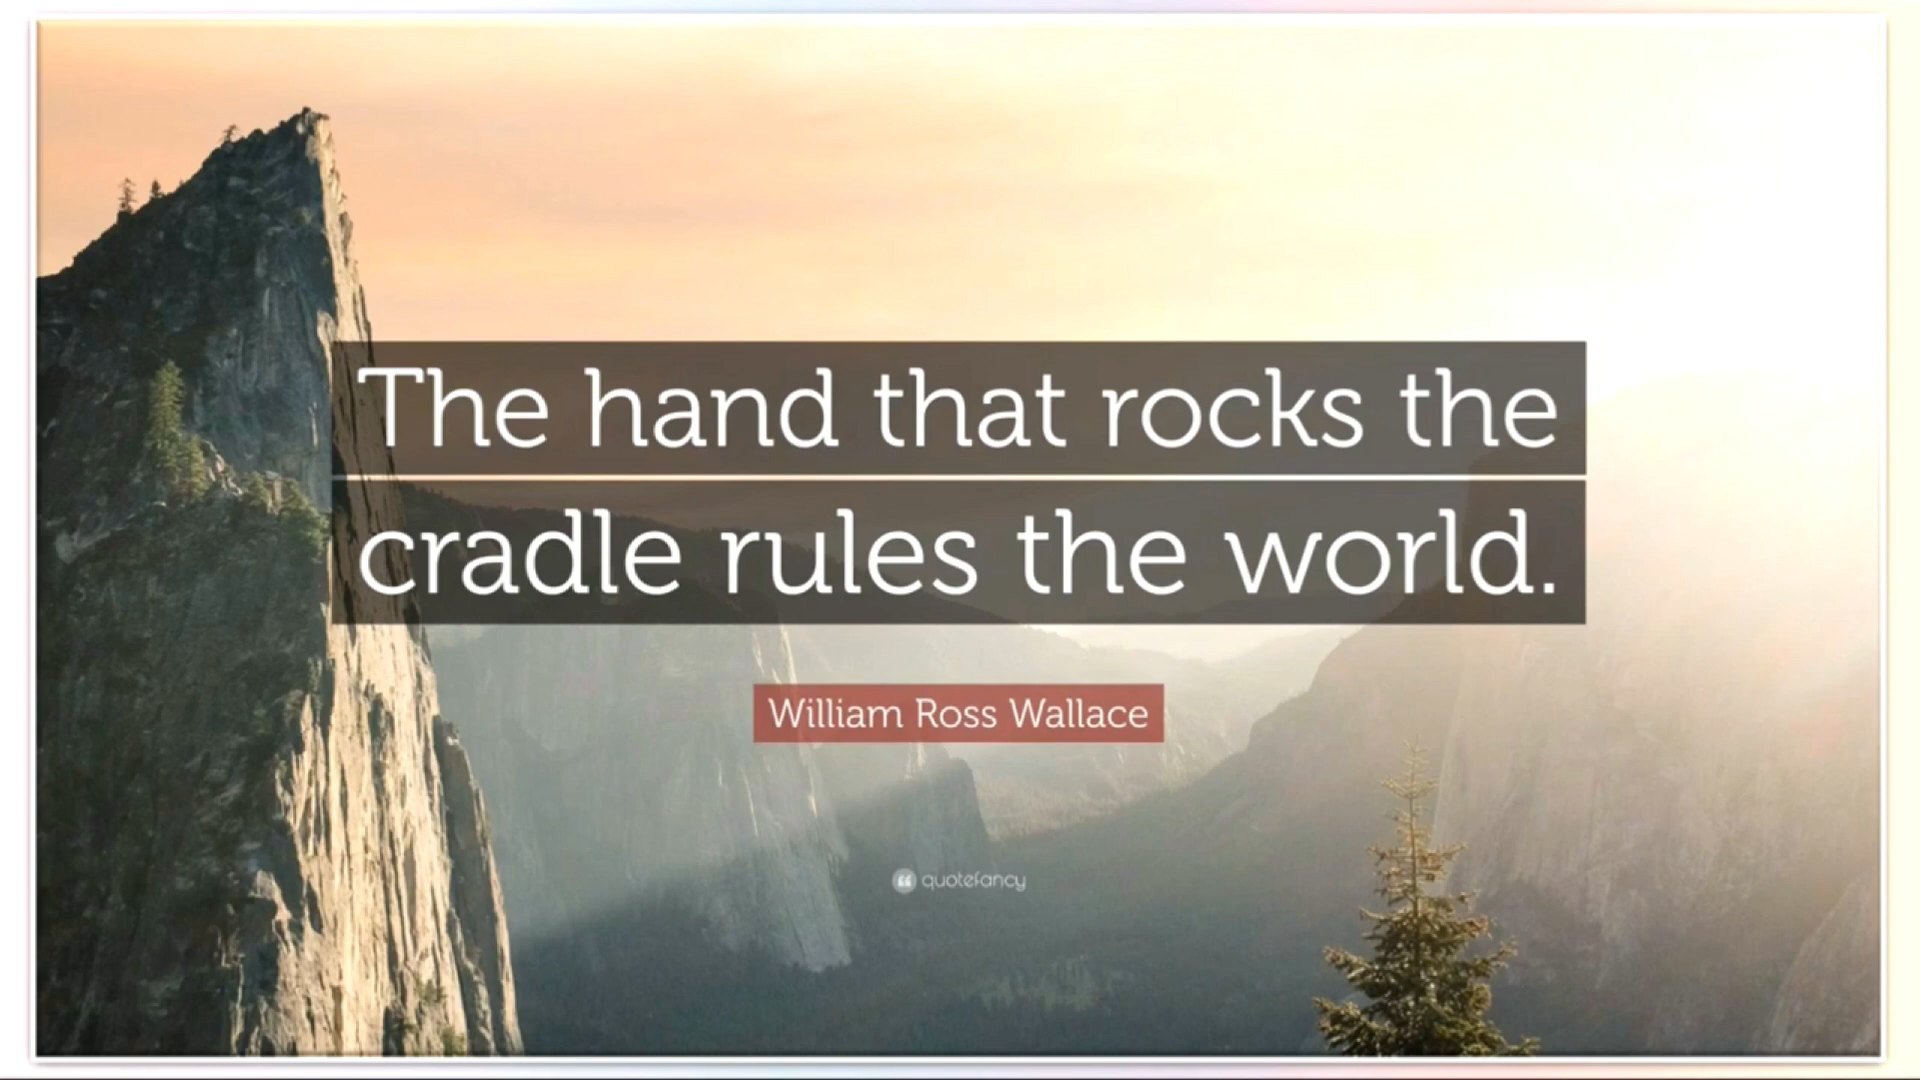 The hand that rocks the
cradle rules the world.
William Ross Wallace
quotefancy